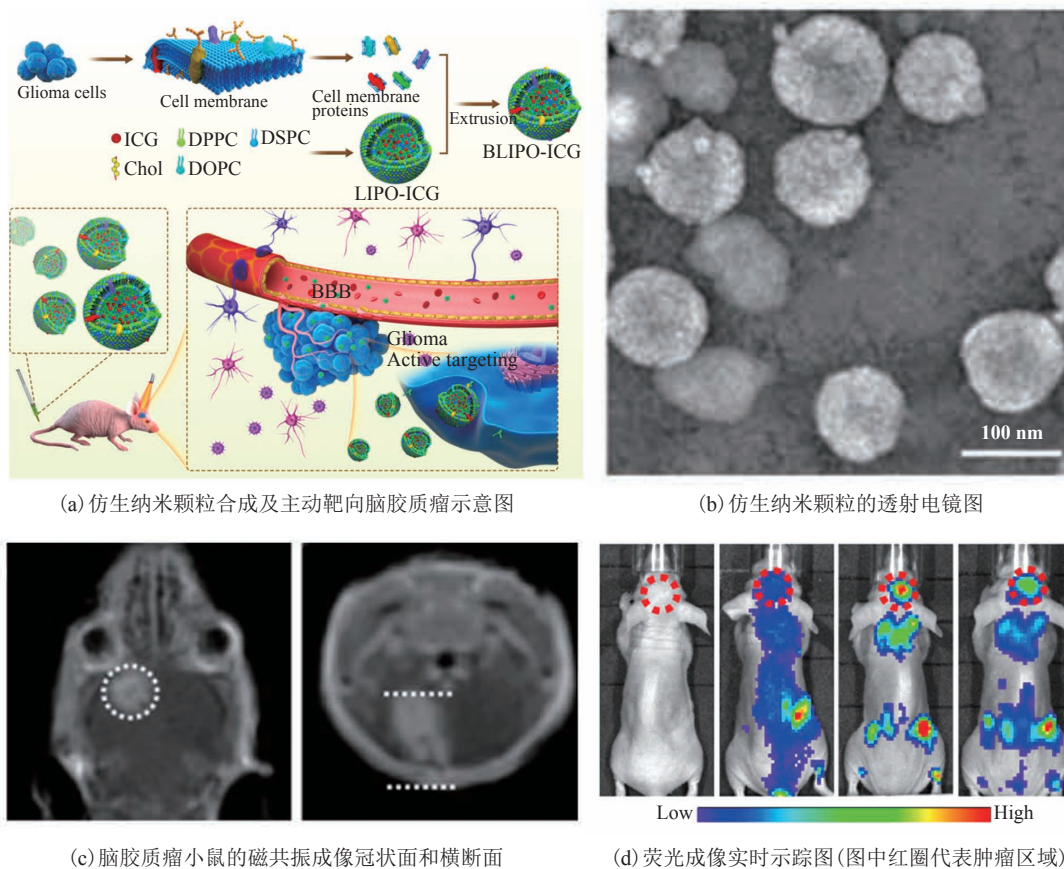 Glioma cells
Cell membrane
Cell membrane
proteins
Extrusion
BLIPO-ICG
ICG DPPC DSPC
Chol DOPC
LIPO-ICG
BBB
Glioma
Active targeting
100 nm
(a)仿生纳米颗粒合成及主动靶向脑胶质瘤示意图
(b)仿生纳米颗粒的透射电镜图
Low High
(c)脑胶质瘤小鼠的磁共振成像冠状面和横断面
(d)荧光成像实时示踪图(图中红圈代表肿瘤区域)